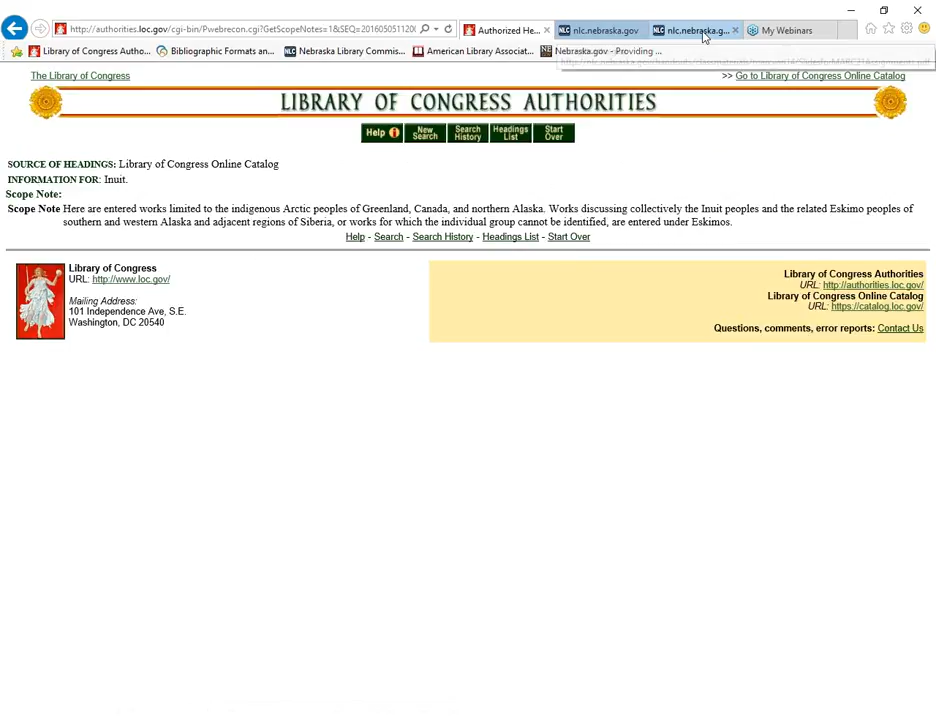 http://authorities.loc.gov/cgi-bin/Pwebrecon.cgi?GetScopeNotes=1&SEQ=2016050511200
Authorized He...
NLC nlc.nebraska.gov
NLC nlc.nebraska.g...
My Webinars
Library of Congress Autho...
Bibliographic Formats an...
NLC Nebraska Library Commis...
American Library Associat...
NE Nebraska.gov - Providing ...
The Library of Congress
>> Go to Library of Congress Online Catalog
LIBRARY OF CONGRESS AUTHORITIES
Help
New Search
Search History
Headings List
Start Over
SOURCE OF HEADINGS: Library of Congress Online Catalog
INFORMATION FOR: Inuit.
Scope Note:
Scope Note Here are entered works limited to the indigenous Arctic peoples of Greenland, Canada, and northern Alaska. Works discussing collectively the Inuit peoples and the related Eskimo peoples of
southern and western Alaska and adjacent regions of Siberia, or works for which the individual group cannot be identified, are entered under Eskimos.
Help - Search - Search History - Headings List - Start Over
Library of Congress
URL: http://www.loc.gov/
Mailing Address:
101 Independence Ave, S.E.
Washington, DC 20540
Library of Congress Authorities
URL: http://authorities.loc.gov/
Library of Congress Online Catalog
URL: https://catalog.loc.gov/
Questions, comments, error reports: Contact Us